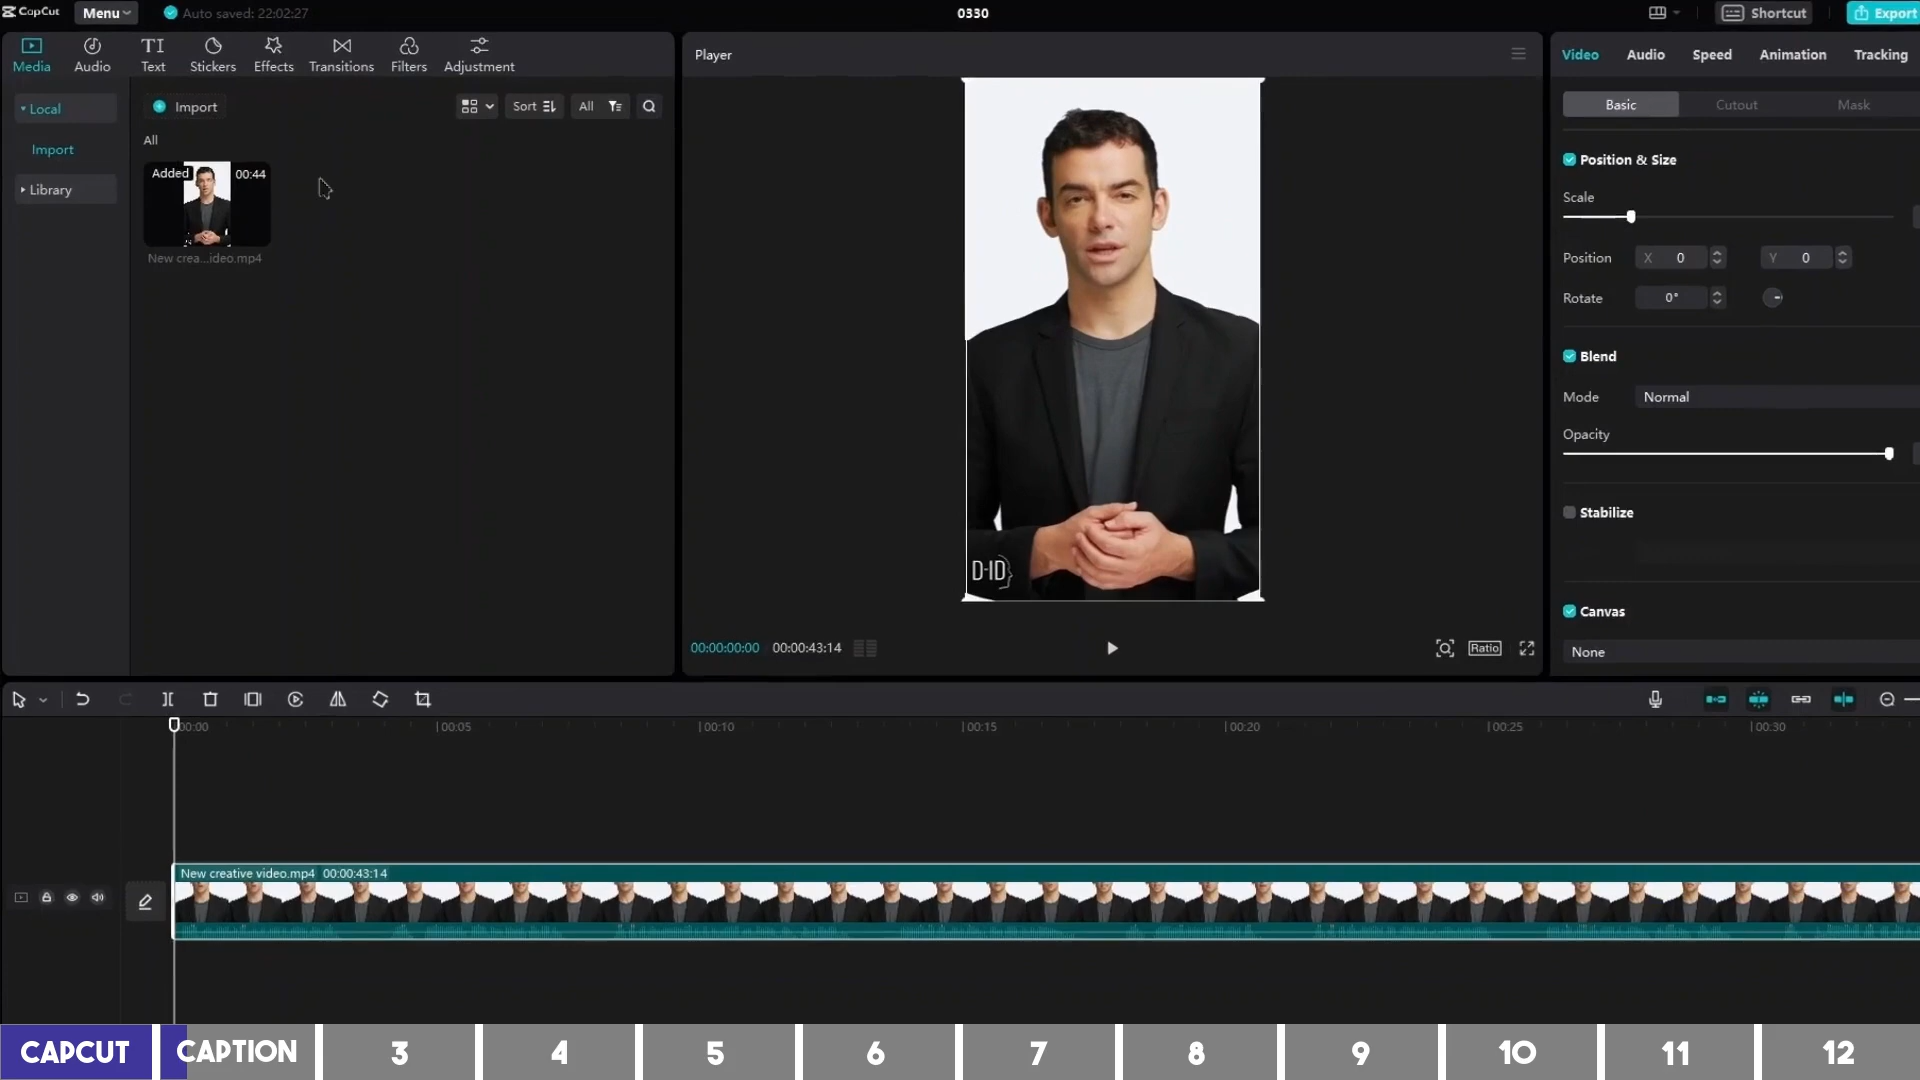 CapCut
Menu
Auto saved: 22:02:27
0330
Shortcut
Export
Media
Audio
Text
Stickers
Effects
Transitions
Filters
Adjustment
Local
Import
Library
Import
Sort
All
All
Added
00:44
New crea...ideo.mp4
Player
D-ID
00:00:00:00
00:00:43:14
Ratio
Video
Audio
Speed
Animation
Tracking
Basic
Cutout
Mask
Position & Size
Scale
Position
X 0
Y 0
Rotate
0°
Blend
Mode
Normal
Opacity
Stabilize
Canvas
None
00:00
00:05
00:10
00:15
00:20
00:25
00:30
New creative video.mp4 00:00:43:14
CAPCUT
CAPTION
3
4
5
6
7
8
9
10
11
12